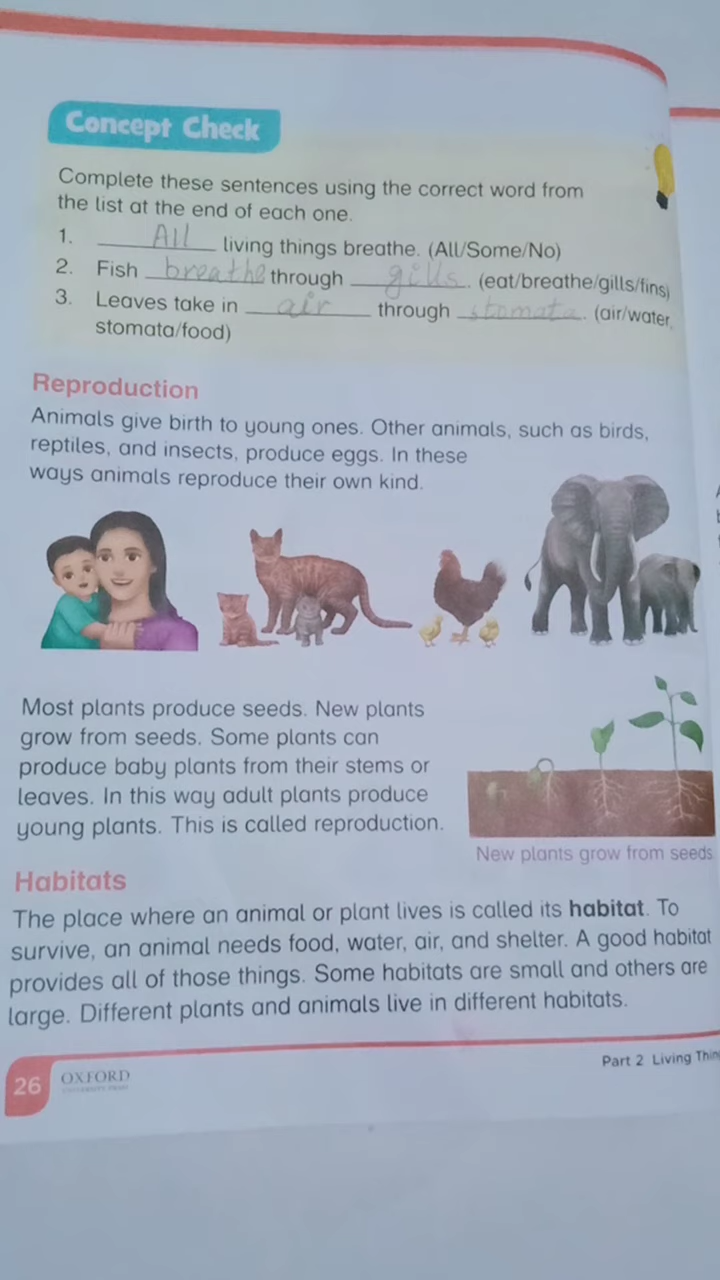 Concept Check
Complete these sentences using the correct word from
the list at the end of each one.
1. All living things breathe. (All/Some/No)
2. Fish breathe through gills. (eat/breathe/gills/fins)
3. Leaves take in air through stomata. (air/water,
stomata/food)
Reproduction
Animals give birth to young ones. Other animals, such as birds,
reptiles, and insects, produce eggs. In these
ways animals reproduce their own kind.
Most plants produce seeds. New plants
grow from seeds. Some plants can
produce baby plants from their stems or
leaves. In this way adult plants produce
young plants. This is called reproduction.
New plants grow from seeds
Habitats
The place where an animal or plant lives is called its habitat. To
survive, an animal needs food, water, air, and shelter. A good habitat
provides all of those things. Some habitats are small and others are
large. Different plants and animals live in different habitats.
26 OXFORD
UNIVERSITY PRESS
Part 2 Living Thin